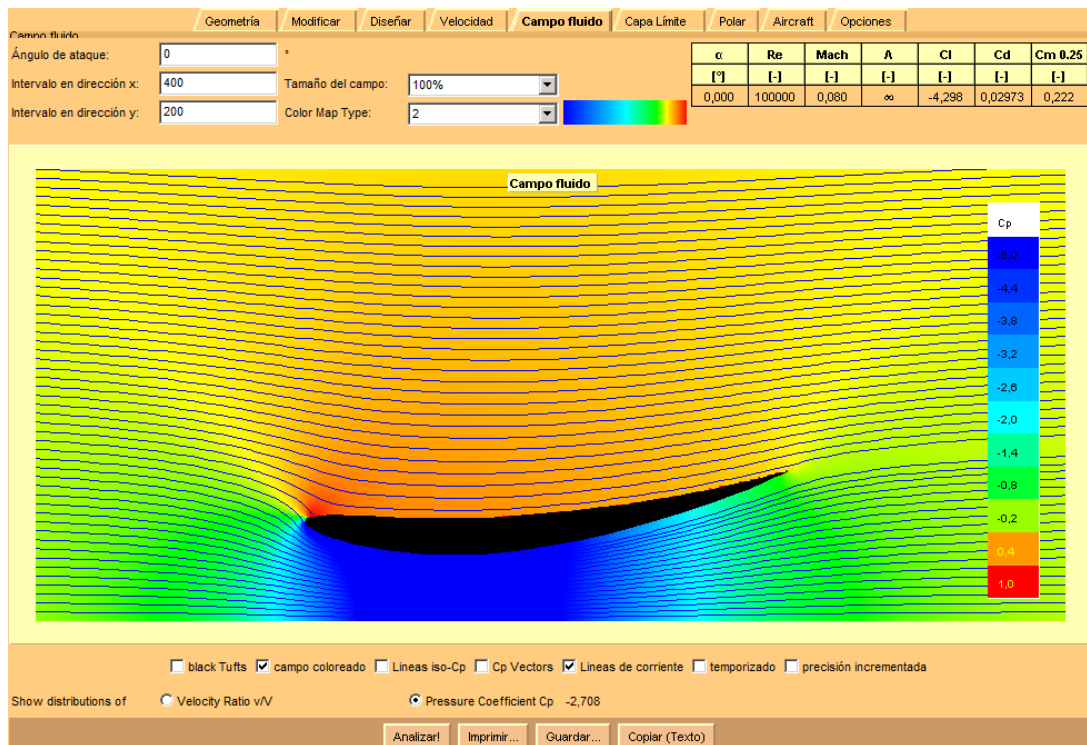 Geometría Modificar Diseñar Velocidad Campo fluido Capa Límite Polar Aircraft Opciones
Campo fluido
Ángulo de ataque: 0 °
Intervalo en dirección x: 400 Tamaño del campo: 100%
Intervalo en dirección y: 200 Color Map Type: 2
α Re Mach A Cl Cd Cm 0.25
[°] [-] [-] [-] [-] [-] [-]
0,000 100000 0,080 ∞ -4,298 0,02973 0,222
Campo fluido
Cp
-5,0
-4,4
-3,8
-3,2
-2,6
-2,0
-1,4
-0,8
-0,2
0,4
1,0
black Tufts campo coloreado Lineas iso-Cp Cp Vectors Lineas de corriente temporizado precisión incrementada
Show distributions of Velocity Ratio v/V Pressure Coefficient Cp -2,708
Analizar! Imprimir... Guardar... Copiar (Texto)